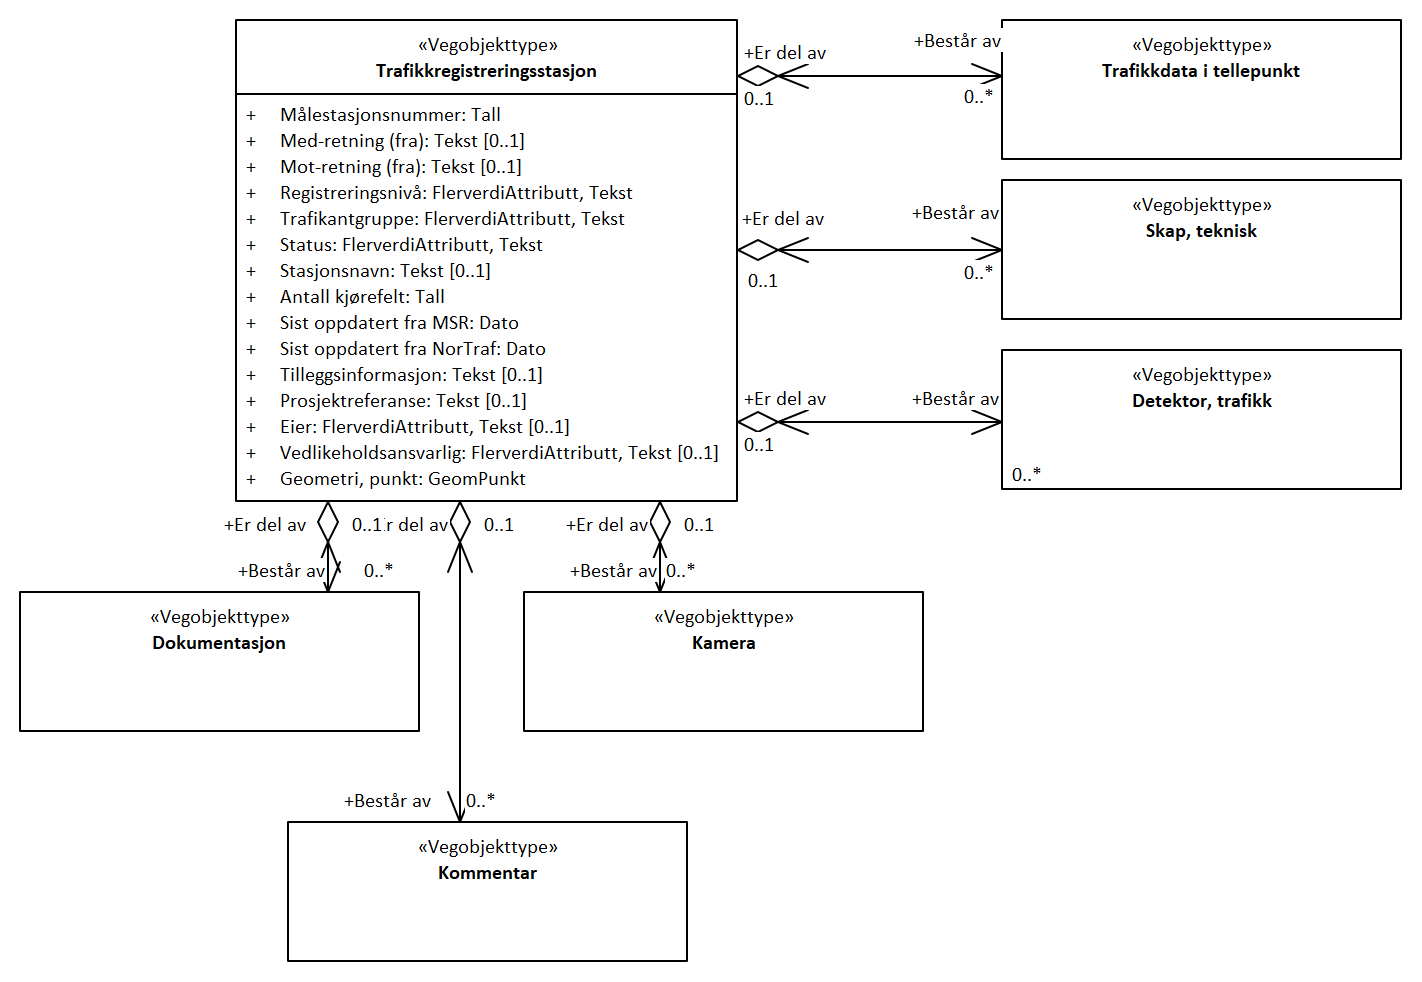 «Vegobjekttype»
Trafikkregistreringsstasjon
+ Målestasjonsnummer: Tall
+ Med-retning (fra): Tekst [0..1]
+ Mot-retning (fra): Tekst [0..1]
+ Registreringsnivå: FlerverdiAttributt, Tekst
+ Trafikantgruppe: FlerverdiAttributt, Tekst
+ Status: FlerverdiAttributt, Tekst
+ Stasjonsnavn: Tekst [0..1]
+ Antall kjørefelt: Tall
+ Sist oppdatert fra MSR: Dato
+ Sist oppdatert fra NorTraf: Dato
+ Tilleggsinformasjon: Tekst [0..1]
+ Prosjektreferanse: Tekst [0..1]
+ Eier: FlerverdiAttributt, Tekst [0..1]
+ Vedlikeholdsansvarlig: FlerverdiAttributt, Tekst [0..1]
+ Geometri, punkt: GeomPunkt
+Er del av
+Består av
0..1
0..*
«Vegobjekttype»
Trafikkdata i tellepunkt
+Er del av
+Består av
0..1
0..*
«Vegobjekttype»
Skap, teknisk
+Er del av
+Består av
0..1
«Vegobjekttype»
Detektor, trafikk
0..*
+Er del av
0..1
r del av
0..1
+Er del av
0..1
+Består av
0..*
+Består av
0..*
«Vegobjekttype»
Dokumentasjon
«Vegobjekttype»
Kamera
+Består av
0..*
«Vegobjekttype»
Kommentar